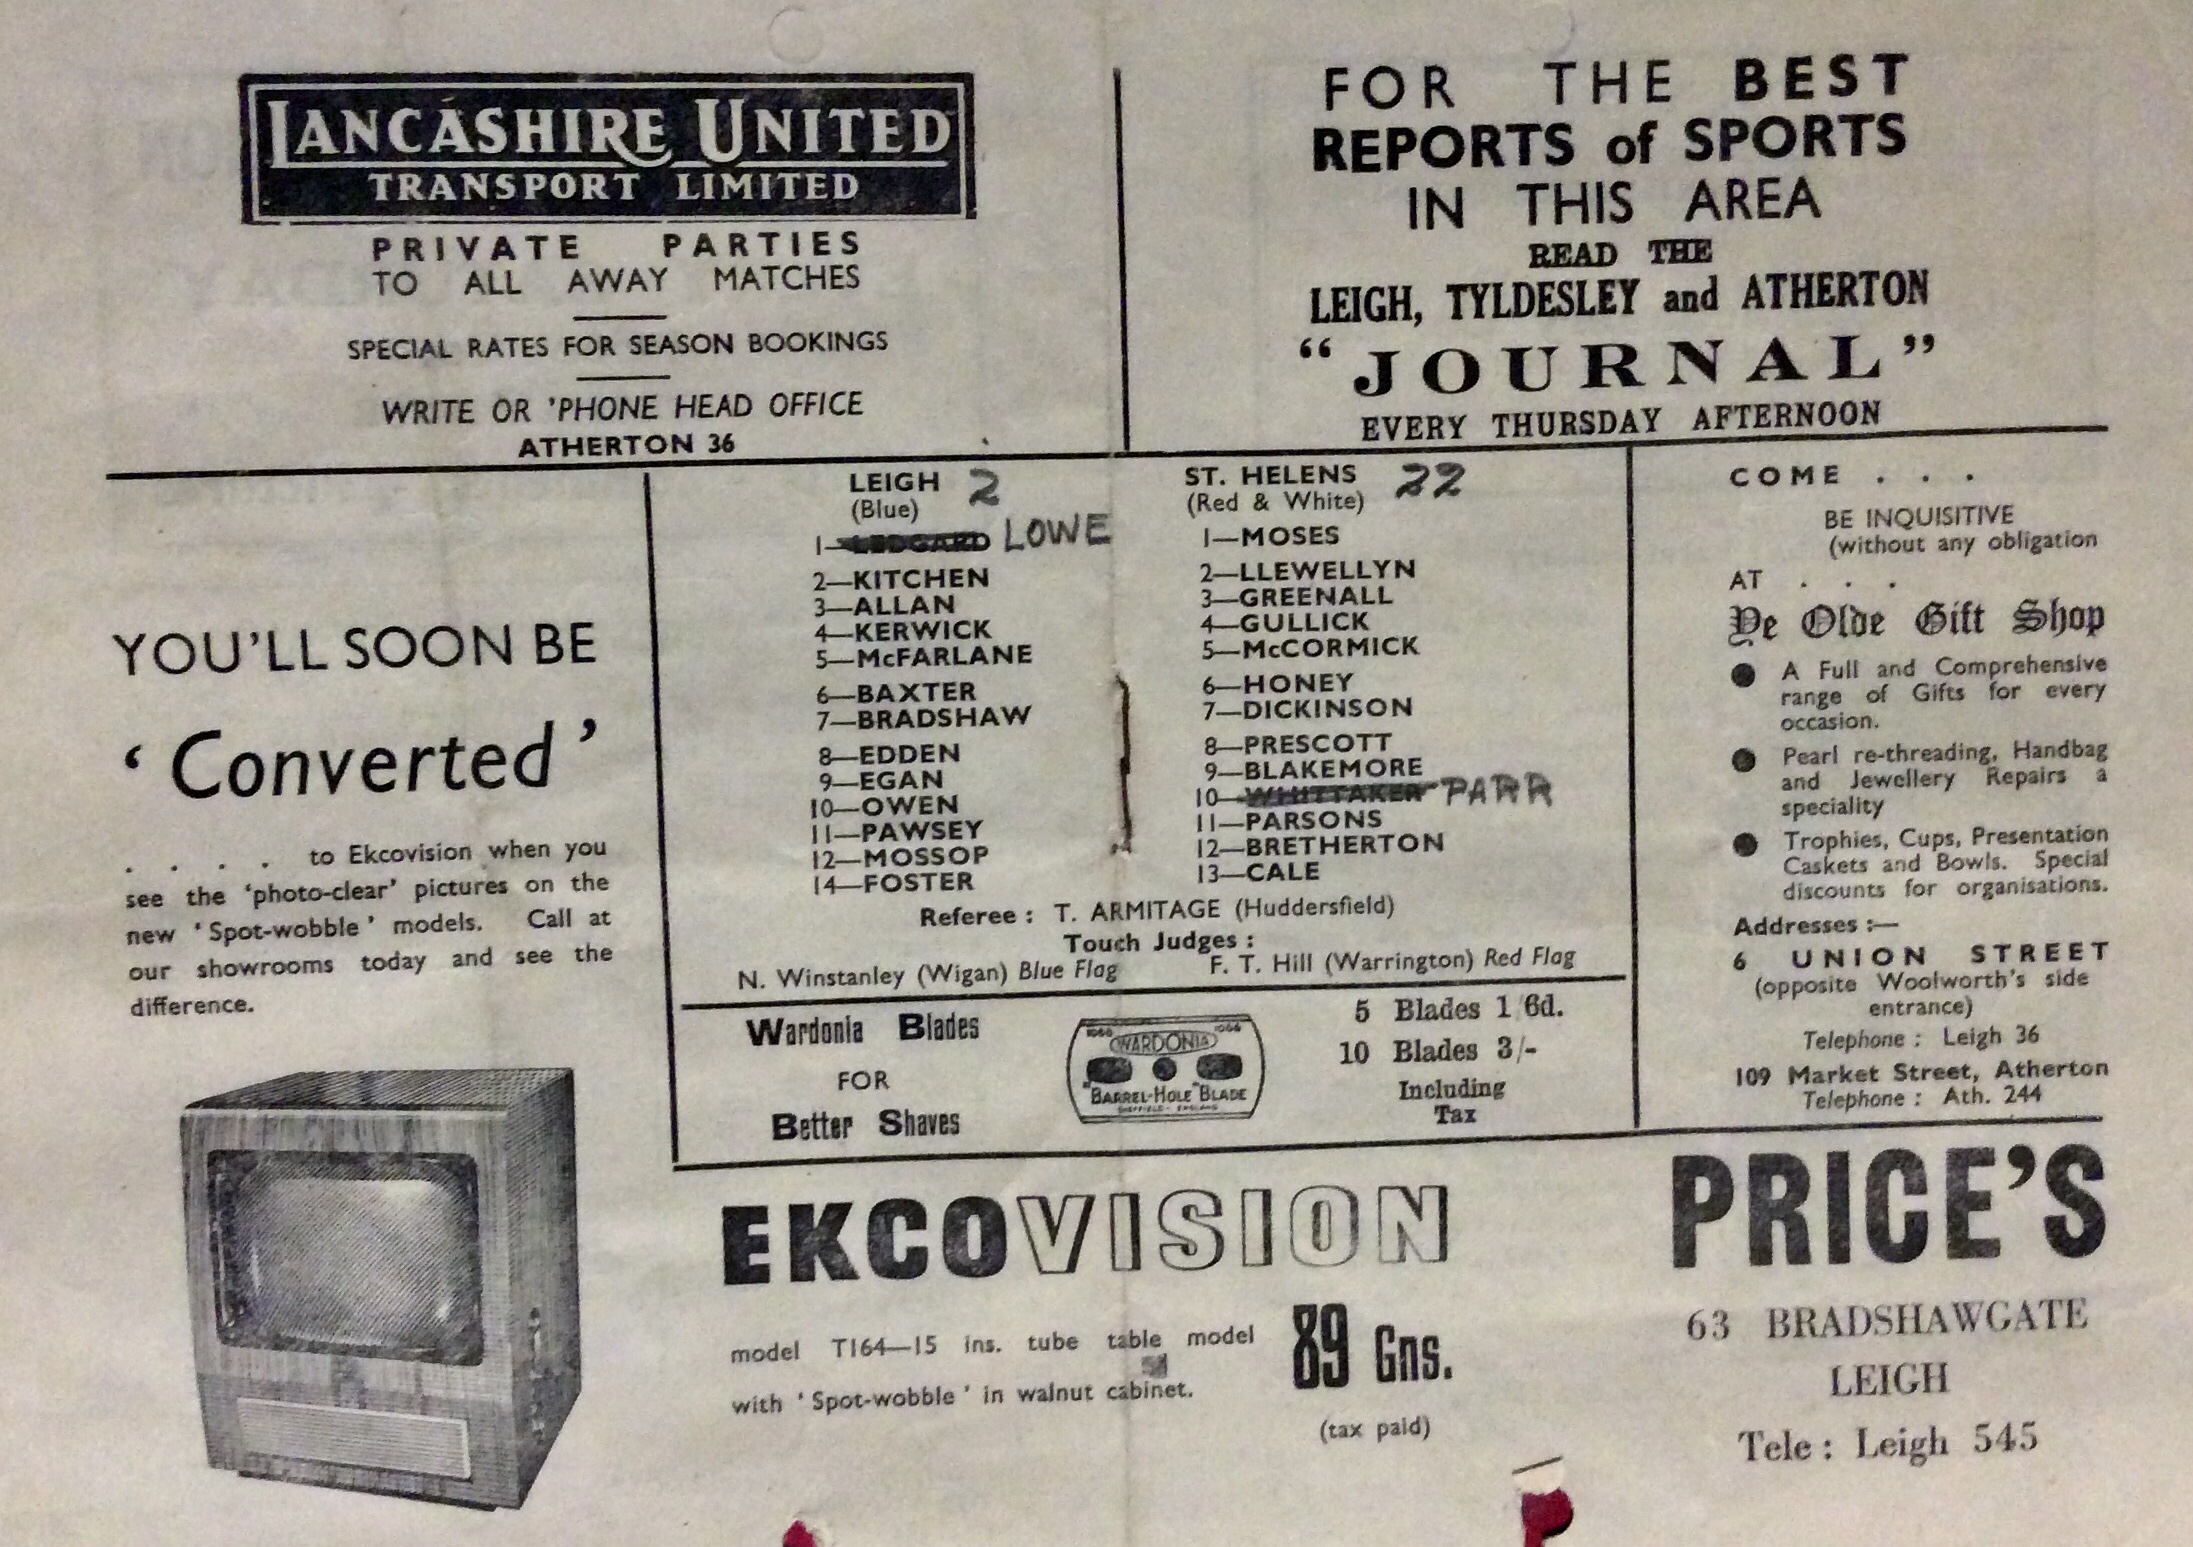 LANCASHIRE UNITED
TRANSPORT LIMITED
PRIVATE PARTIES
TO ALL AWAY MATCHES
SPECIAL RATES FOR SEASON BOOKINGS
WRITE OR 'PHONE HEAD OFFICE
ATHERTON 36
FOR THE BEST
REPORTS of SPORTS
IN THIS AREA
READ THE
LEIGH, TYLDESLEY and ATHERTON
“JOURNAL”
EVERY THURSDAY AFTERNOON
YOU'LL SOON BE
‘Converted’
. . . . to Ekcovision when you
see the ‘photo-clear’ pictures on the
new ‘Spot-wobble’ models. Call at
our showrooms today and see the
difference.
LEIGH 2
(Blue)
1—LEDGARD LOWE
2—KITCHEN
3—ALLAN
4—KERWICK
5—McFARLANE
6—BAXTER
7—BRADSHAW
8—EDDEN
9—EGAN
10—OWEN
11—PAWSEY
12—MOSSOP
14—FOSTER
ST. HELENS 22
(Red & White)
1—MOSES
2—LLEWELLYN
3—GREENALL
4—GULLICK
5—McCORMICK
6—HONEY
7—DICKINSON
8—PRESCOTT
9—BLAKEMORE
10—WHITTAKER PARR
11—PARSONS
12—BRETHERTON
13—CALE
Referee : T. ARMITAGE (Huddersfield)
Touch Judges :
N. Winstanley (Wigan) Blue Flag F. T. Hill (Warrington) Red Flag
Wardonia Blades
FOR
Better Shaves
1066 1066
WARDONIA
"BARREL-HOLE" BLADE
SHEFFIELD - ENGLAND
5 Blades 1/6d.
10 Blades 3/-
Including
Tax
COME . . .
BE INQUISITIVE
(without any obligation
AT . . .
Ye Olde Gift Shop
● A Full and Comprehensive
range of Gifts for every
occasion.
● Pearl re-threading, Handbag
and Jewellery Repairs a
speciality
● Trophies, Cups, Presentation
Caskets and Bowls. Special
discounts for organisations.
Addresses :—
6 UNION STREET
(opposite Woolworth's side
entrance)
Telephone : Leigh 36
109 Market Street, Atherton
Telephone : Ath. 244
EKCOVISION
model T164—15 ins. tube table model
with ‘Spot-wobble’ in walnut cabinet.
89 Gns.
(tax paid)
PRICE'S
63 BRADSHAWGATE
LEIGH
Tele : Leigh 545